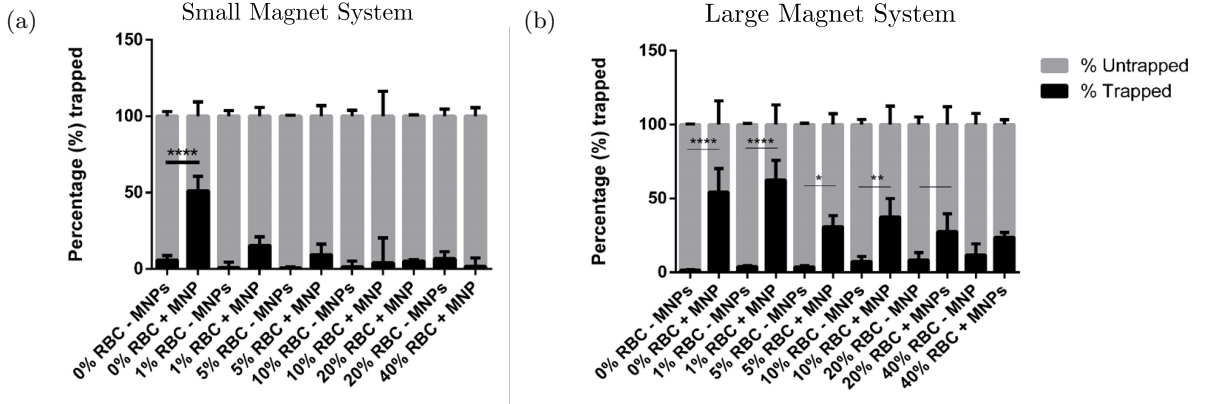 (a)
Small Magnet System
Percentage (%) trapped
150
100
50
0
****
0% RBC - MNPs
0% RBC + MNP
1% RBC - MNPs
1% RBC + MNP
5% RBC - MNPs
5% RBC + MNP
10% RBC - MNPs
10% RBC + MNP
20% RBC + MNP
20% RBC - MNPs
40% RBC + MNP
(b)
Large Magnet System
Percentage (%) trapped
150
100
50
0
****
****
*
**
0% RBC - MNPs
0% RBC + MNP
1% RBC - MNPs
1% RBC + MNP
5% RBC - MNPs
5% RBC + MNP
10% RBC - MNPs
10% RBC + MNP
20% RBC - MNP
20% RBC + MNPs
40% RBC - MNP
40% RBC + MNPs
% Untrapped
% Trapped